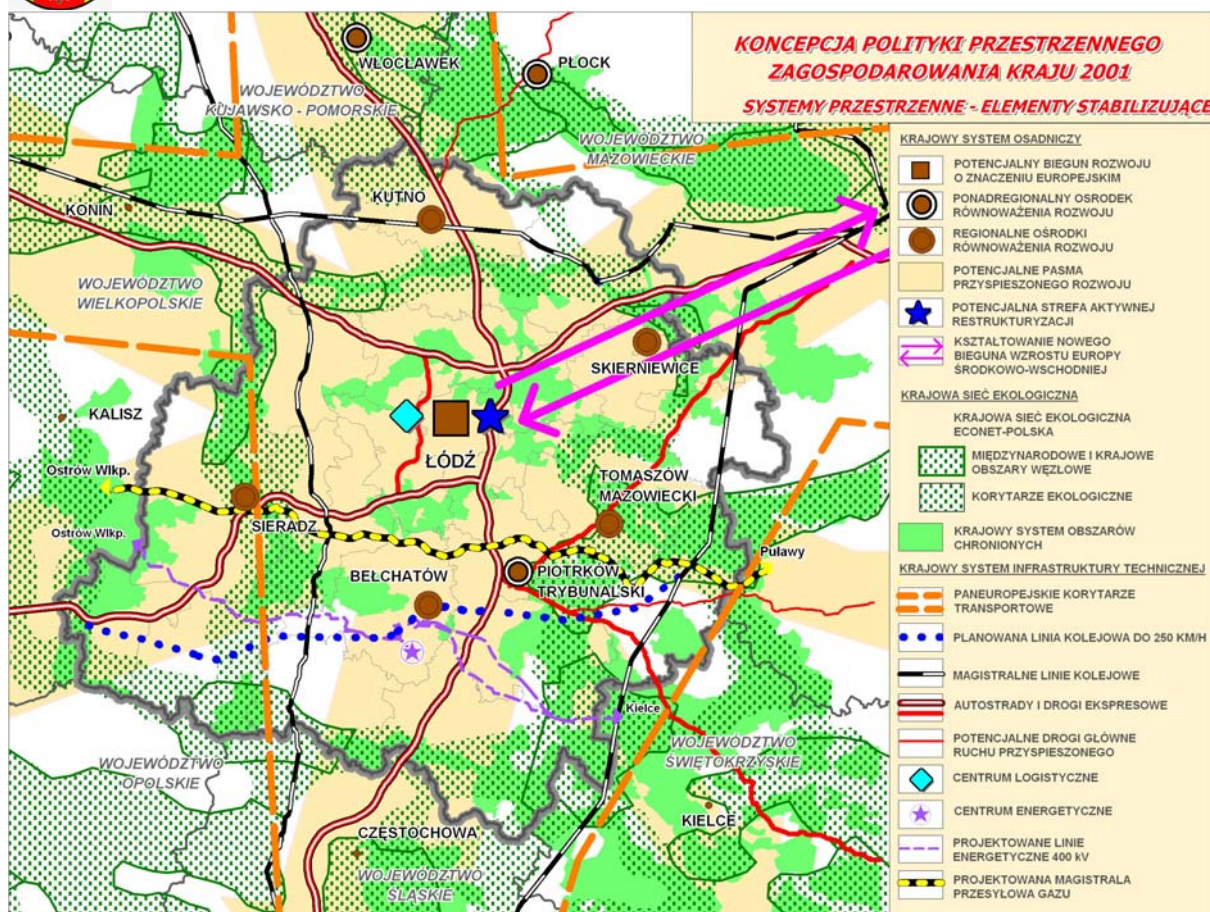 KONCEPCJA POLITYKI PRZESTRZENNEGO
ZAGOSPODAROWANIA KRAJU 2001
SYSTEMY PRZESTRZENNE - ELEMENTY STABILIZUJĄCE
WŁOCŁAWEK
PŁOCK
WOJEWÓDZTWO
KUJAWSKO - POMORSKIE
WOJEWÓDZTWO
MAZOWIECKIE
KUTNO
KONIN
WOJEWÓDZTWO
WIELKOPOLSKIE
SKIERNIEWICE
KALISZ
ŁÓDŹ
Ostrów Wlkp.
TOMASZÓW
MAZOWIECKI
SIERADZ
Ostrów Wlkp.
Puławy
BEŁCHATÓW
PIOTRKÓW
TRYBUNALSKI
Kielce
WOJEWÓDZTWO
ŚWIĘTOKRZYSKIE
WOJEWÓDZTWO
OPOLSKIE
KIELCE
CZĘSTOCHOWA
WOJEWÓDZTWO
ŚLĄSKIE
KRAJOWY SYSTEM OSADNICZY
POTENCJALNY BIEGUN ROZWOJU
O ZNACZENIU EUROPEJSKIM
PONADREGIONALNY OSRODEK
RÓWNOWAŻENIA ROZWOJU
REGIONALNE OŚRODKI
RÓWNOWAŻENIA ROZWOJU
POTENCJALNE PASMA
PRZYSPIESZONEGO ROZWOJU
POTENCJALNA STREFA AKTYWNEJ
RESTRUKTURYZACJI
KSZTAŁTOWANIE NOWEGO
BIEGUNA WZROSTU EUROPY
ŚRODKOWO-WSCHODNIEJ
KRAJOWA SIEĆ EKOLOGICZNA
KRAJOWA SIEĆ EKOLOGICZNA
ECONET-POLSKA
MIĘDZYNARODOWE I KRAJOWE
OBSZARY WĘZŁOWE
KORYTARZE EKOLOGICZNE
KRAJOWY SYSTEM OBSZARÓW
CHRONIONYCH
KRAJOWY SYSTEM INFRASTRUKTURY TECHNICZNEJ
PANEUROPEJSKIE KORYTARZE
TRANSPORTOWE
PLANOWANA LINIA KOLEJOWA DO 250 KM/H
MAGISTRALNE LINIE KOLEJOWE
AUTOSTRADY I DROGI EKSPRESOWE
POTENCJALNE DROGI GŁÓWNE
RUCHU PRZYSPIESZONEGO
CENTRUM LOGISTYCZNE
CENTRUM ENERGETYCZNE
PROJEKTOWANE LINIE
ENERGETYCZNE 400 kV
PROJEKTOWANA MAGISTRALA
PRZESYŁOWA GAZU